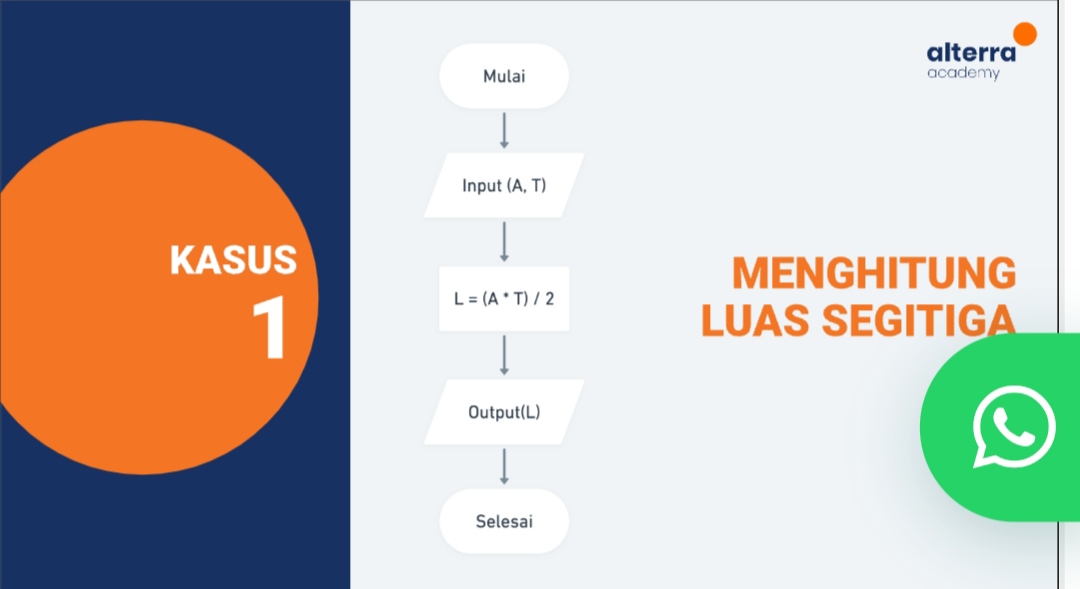 alterra
academy
KASUS
1
Mulai
Input (A, T)
L = (A * T) / 2
Output(L)
Selesai
MENGHITUNG
LUAS SEGITIGA